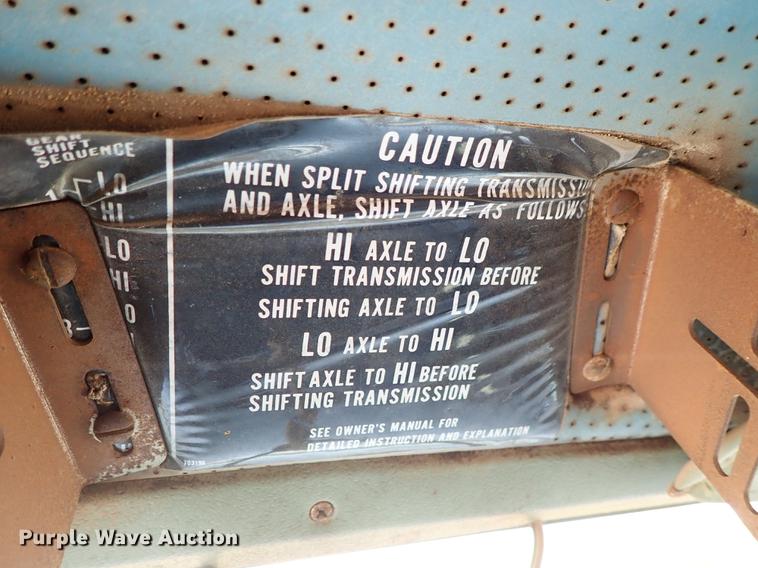 GEAR
SHIFT
SEQUENCE
LO
HI
LO
HI
CAUTION
WHEN SPLIT SHIFTING TRANSMISSI
AND AXLE, SHIFT AXLE AS FOLLOWS
HI AXLE TO LO
SHIFT TRANSMISSION BEFORE
SHIFTING AXLE TO LO
LO AXLE TO HI
SHIFT AXLE TO HI BEFORE
SHIFTING TRANSMISSION
SEE OWNER'S MANUAL FOR
DETAILED INSTRUCTION AND EXPLANATION
Purple Wave Auction